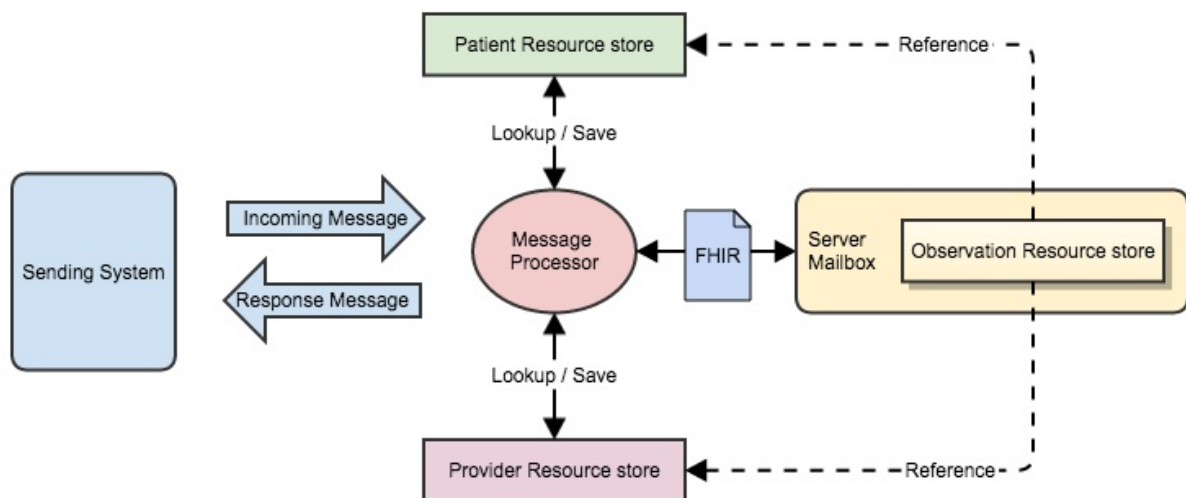 Patient Resource store
Reference
Lookup / Save
Incoming Message
Sending System
Response Message
Message
Processor
FHIR
Server
Mailbox
Observation Resource store
Lookup / Save
Provider Resource store
Reference